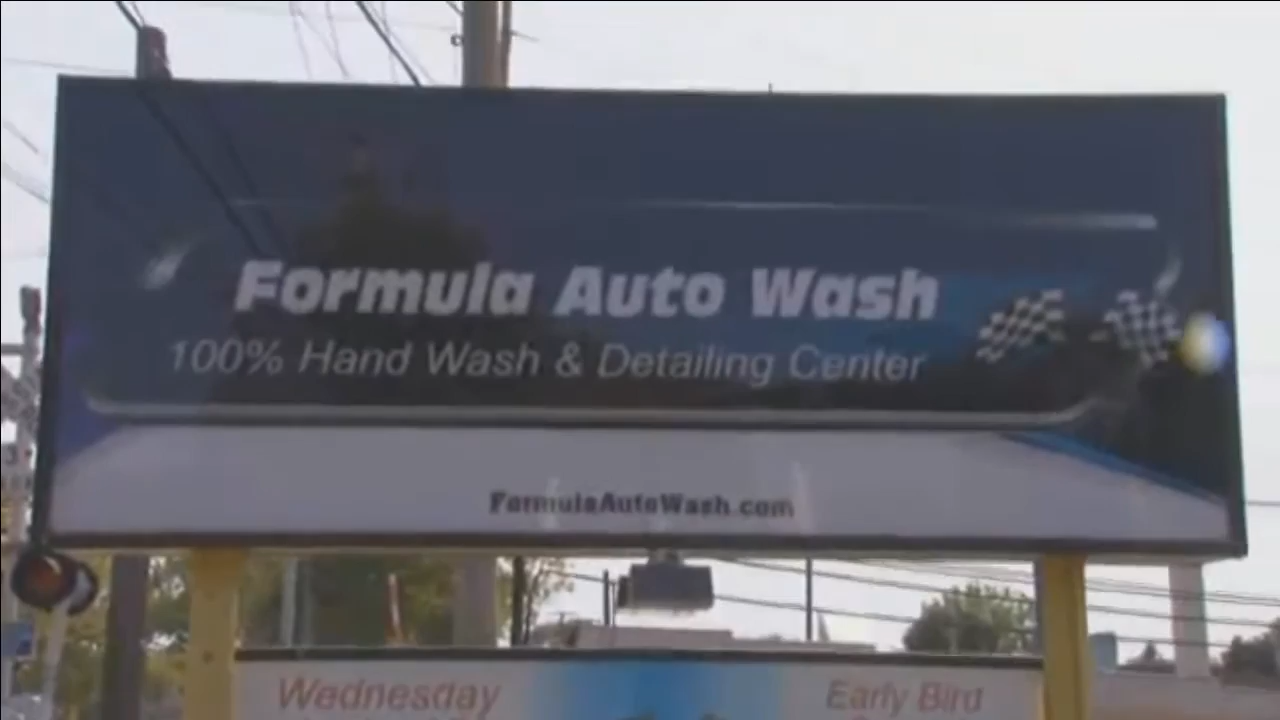 Formula Auto Wash
100% Hand Wash & Detailing Center
FormulaAutoWash.com
Wednesday
Early Bird